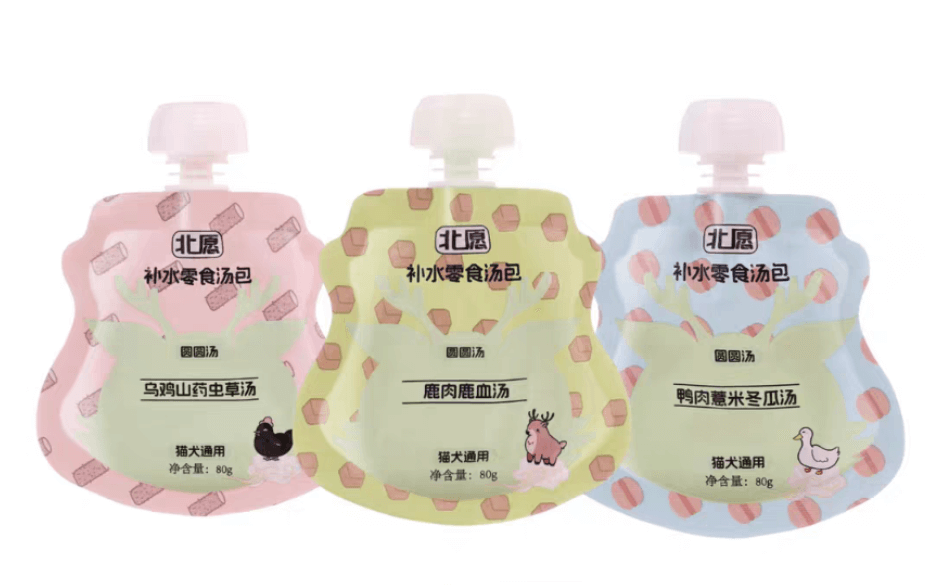 北愿
补水零食汤包
圆圆汤
乌鸡山药虫草汤
猫犬通用
净含量：80g
北愿
补水零食汤包
圆圆汤
鹿肉鹿血汤
猫犬通用
净含量：80g
北愿
补水零食汤包
圆圆汤
鸭肉薏米冬瓜汤
猫犬通用
净含量：80g